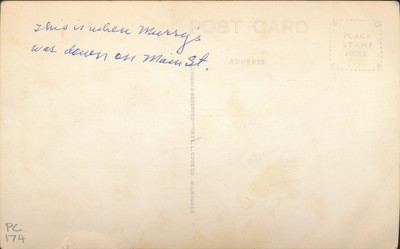 This is when Murry's
was down on Main St.
POST CARD
ADDRESS
PLACE
STAMP
HERE
PC
174